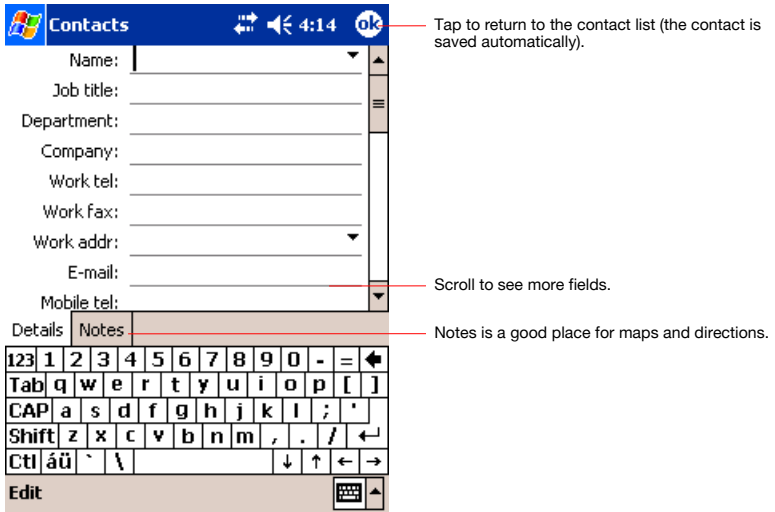 Contacts 4:14 ok
Tap to return to the contact list (the contact is
saved automatically).
Name:
Job title:
Department:
Company:
Work tel:
Work fax:
Work addr:
E-mail:
Scroll to see more fields.
Mobile tel:
Details Notes
Notes is a good place for maps and directions.
123 1 2 3 4 5 6 7 8 9 0 - = 🡄
Tab q w e r t y u i o p [ ]
CAP a s d f g h j k l ; '
Shift z x c v b n m , . / ↵
Ctl áü ` \ ↓ ↑ ← →
Edit